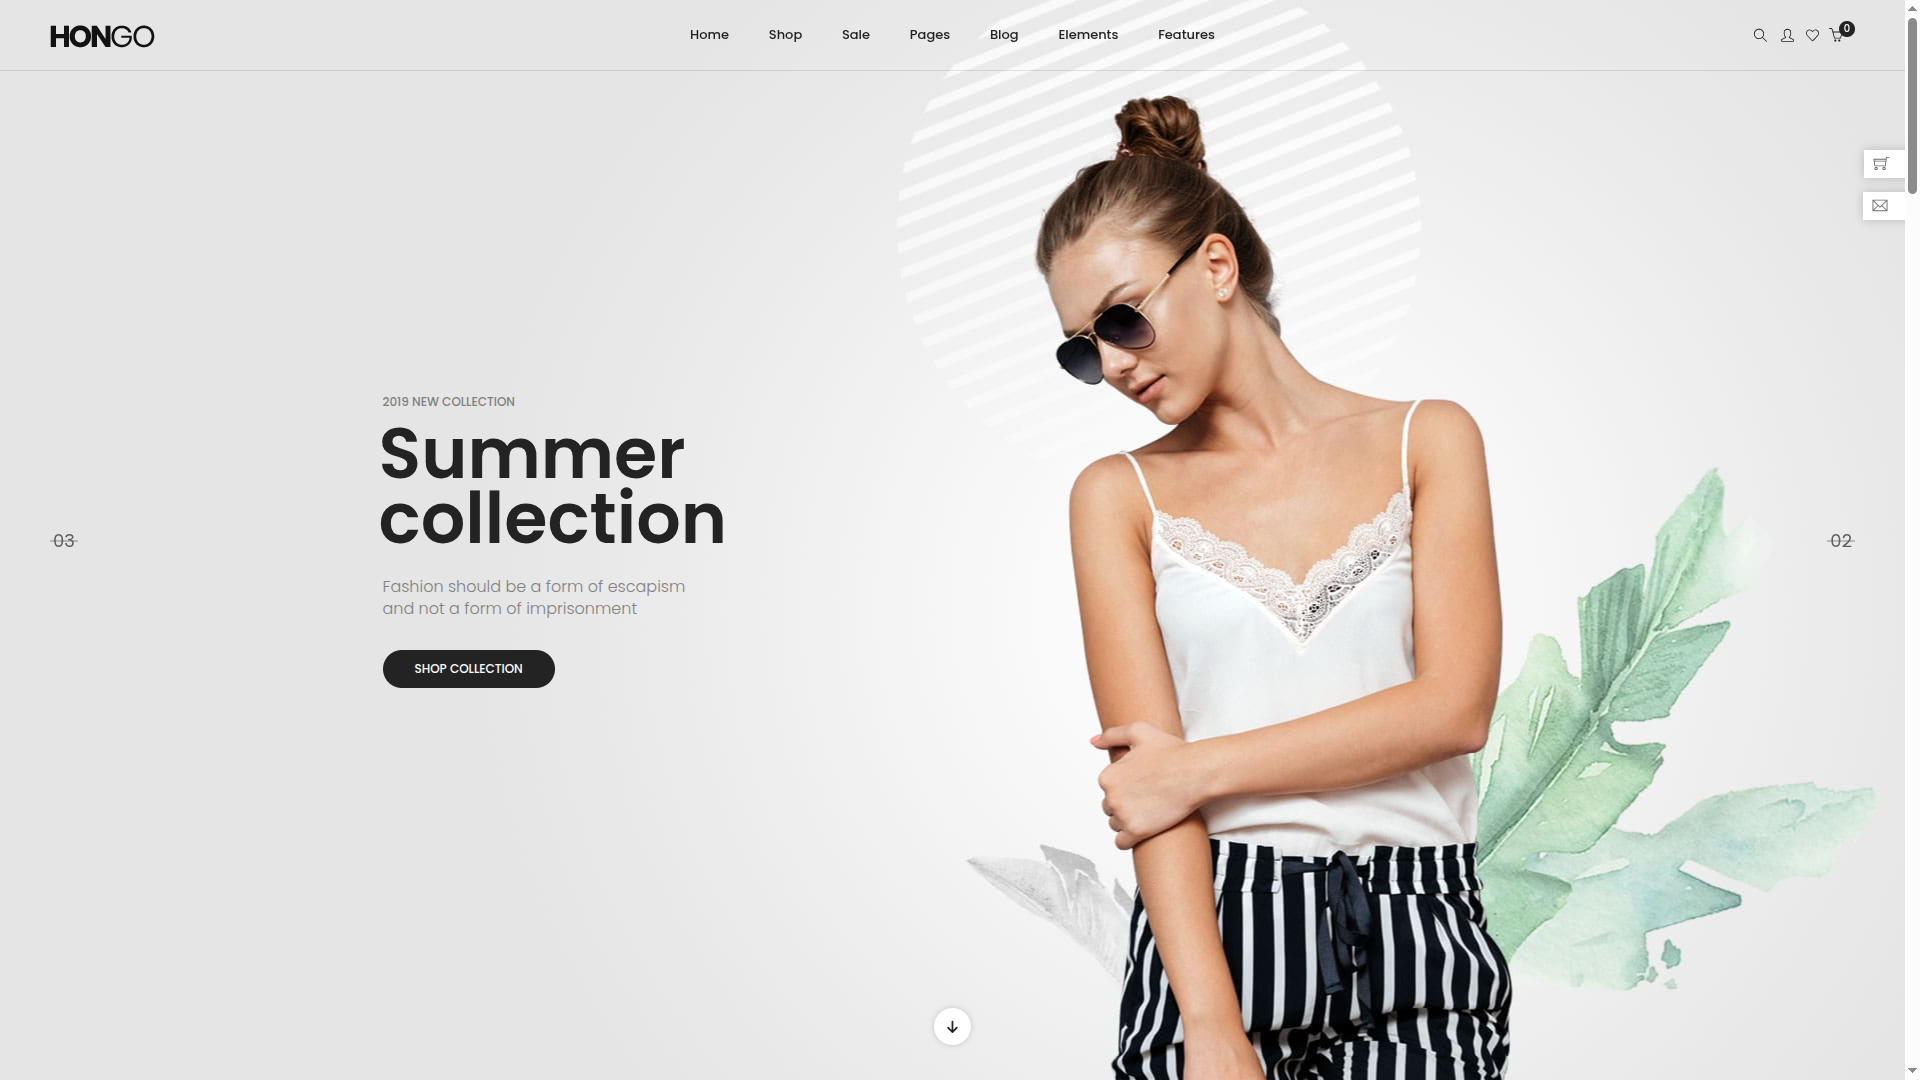 HONGO
Home Shop Sale Pages Blog Elements Features
0
2019 NEW COLLECTION
Summer
collection
03
02
Fashion should be a form of escapism
and not a form of imprisonment
SHOP COLLECTION